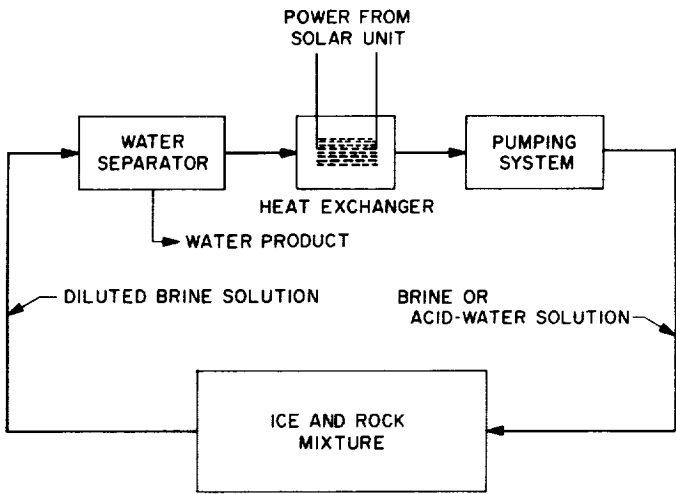 POWER FROM
SOLAR UNIT
WATER
SEPARATOR
PUMPING
SYSTEM
HEAT EXCHANGER
WATER PRODUCT
DILUTED BRINE SOLUTION
BRINE OR
ACID-WATER SOLUTION
ICE AND ROCK
MIXTURE